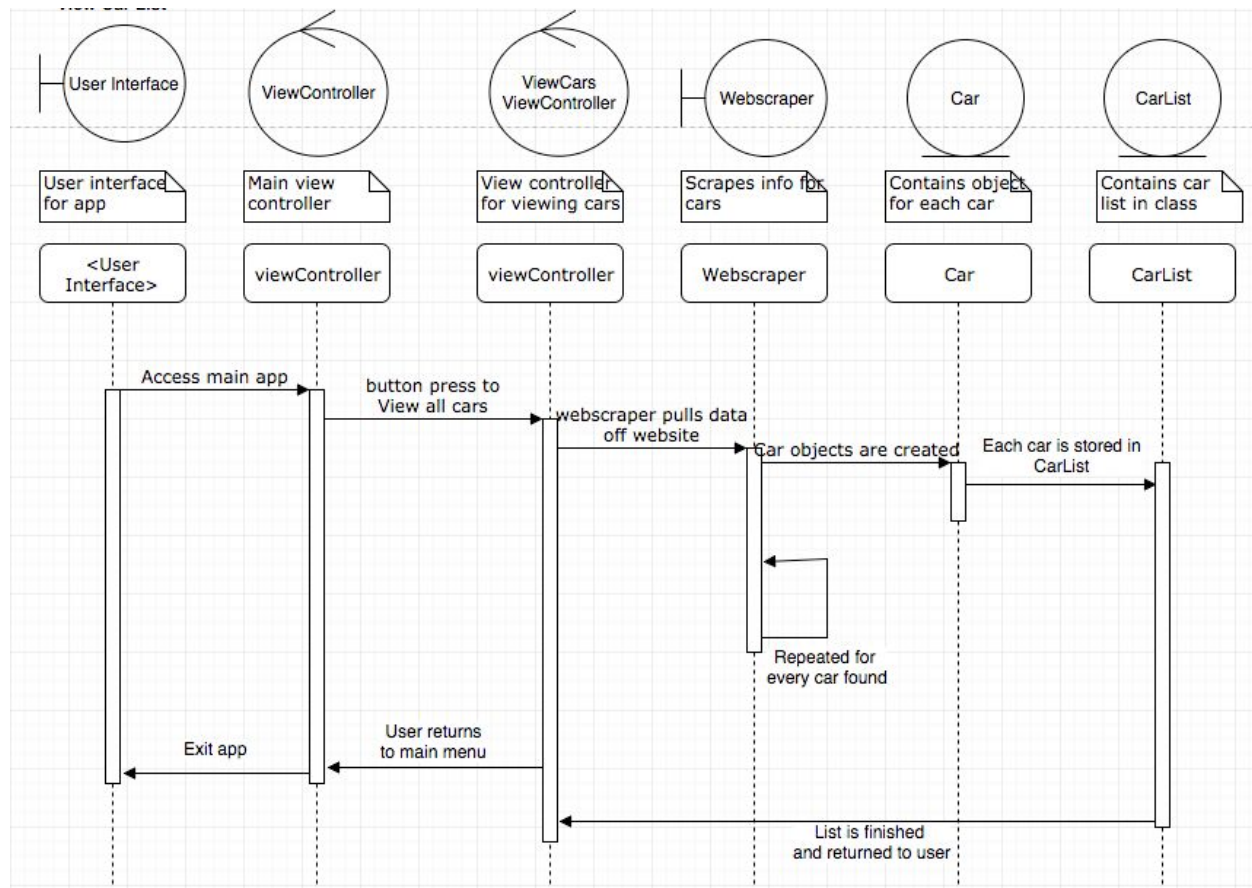 User Interface
ViewController
ViewCars
ViewController
Webscraper
Car
CarList
User interface
for app
Main view
controller
View controller
for viewing cars
Scrapes info for
cars
Contains object
for each car
Contains car
list in class
<User
Interface>
viewController
viewController
Webscraper
Car
CarList
Access main app
button press to
View all cars
webscraper pulls data
off website
Car objects are created
Each car is stored in
CarList
Repeated for
every car found
User returns
to main menu
Exit app
List is finished
and returned to user